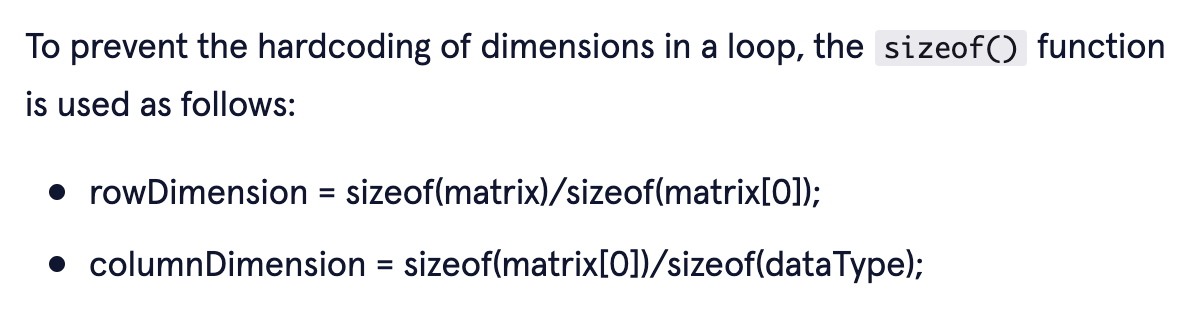 To prevent the hardcoding of dimensions in a loop, the sizeof() function
is used as follows:
• rowDimension = sizeof(matrix)/sizeof(matrix[0]);
• columnDimension = sizeof(matrix[0])/sizeof(dataType);